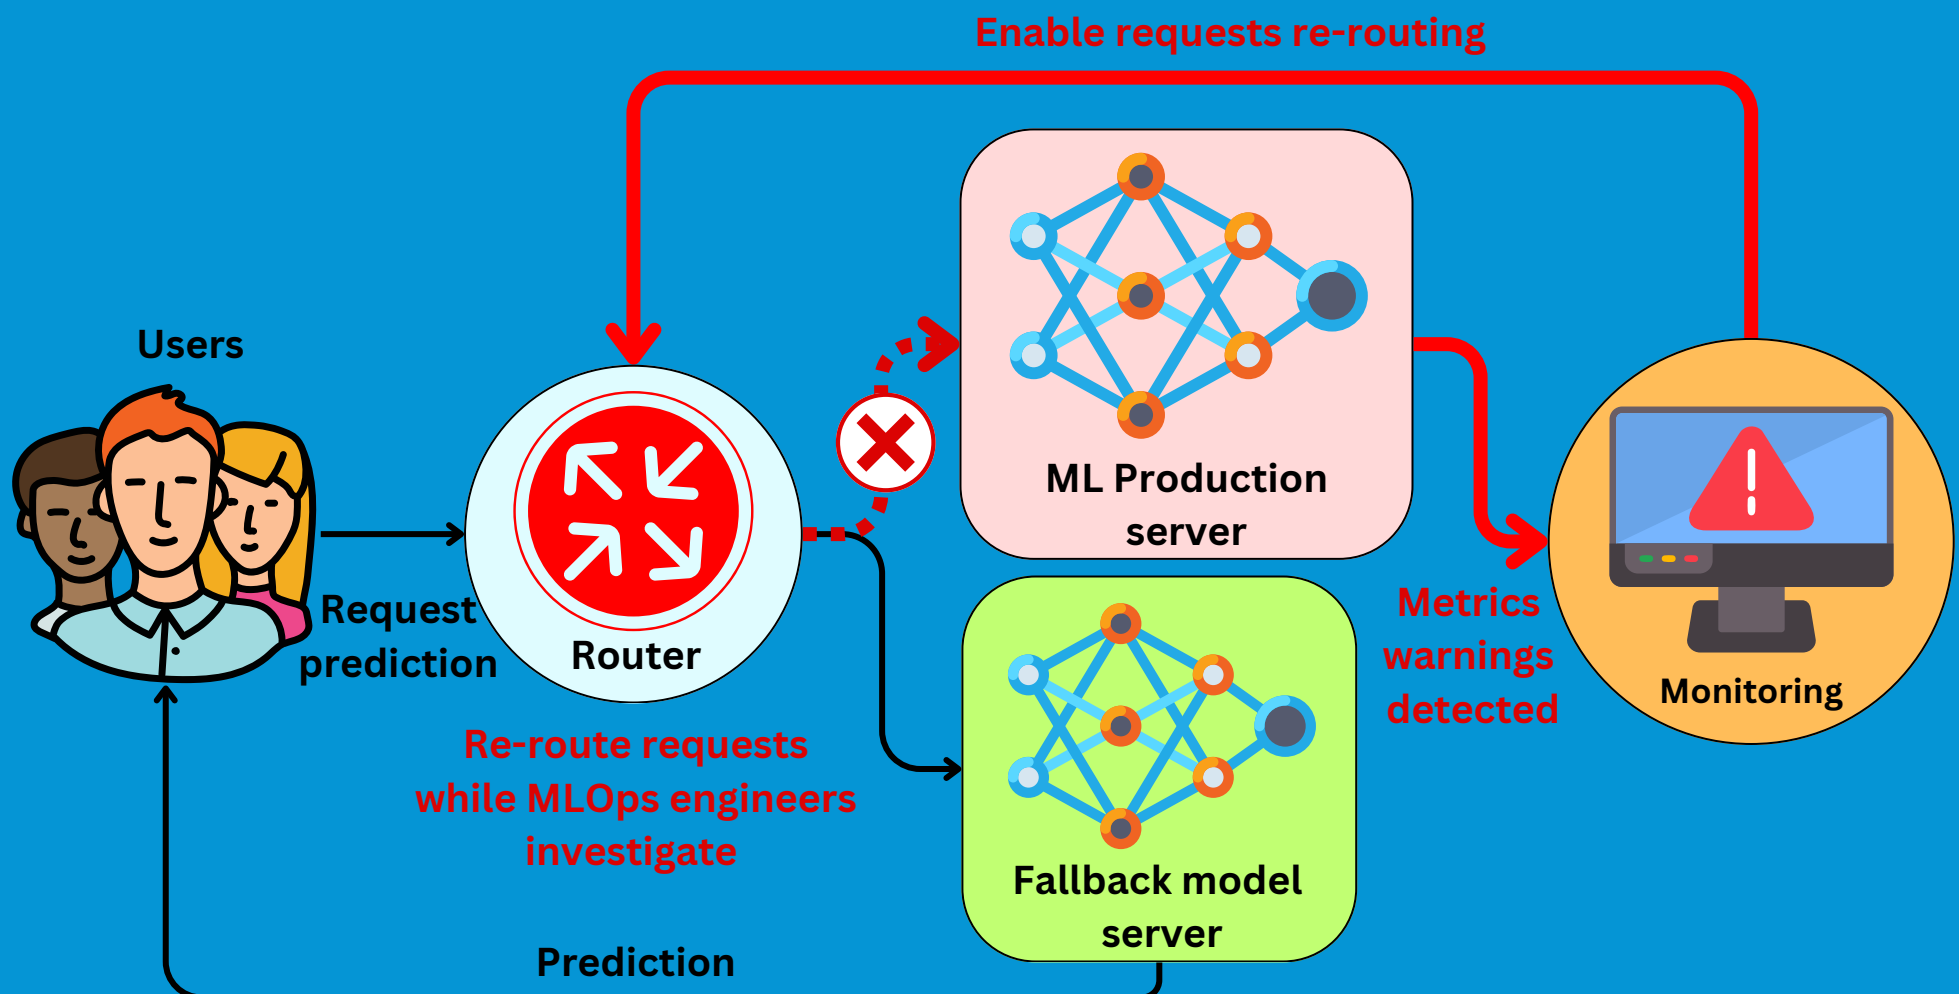 Enable requests re-routing
Users
Request
prediction
Router
Re-route requests
while MLOps engineers
investigate
ML Production
server
Metrics
warnings
detected
Monitoring
Fallback model
server
Prediction